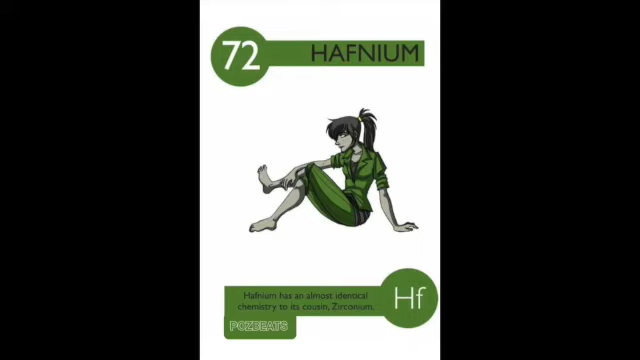 72
HAFNIUM
Hafnium has an almost identical
chemistry to its cousin, Zirconium.
Hf
POZBEATS